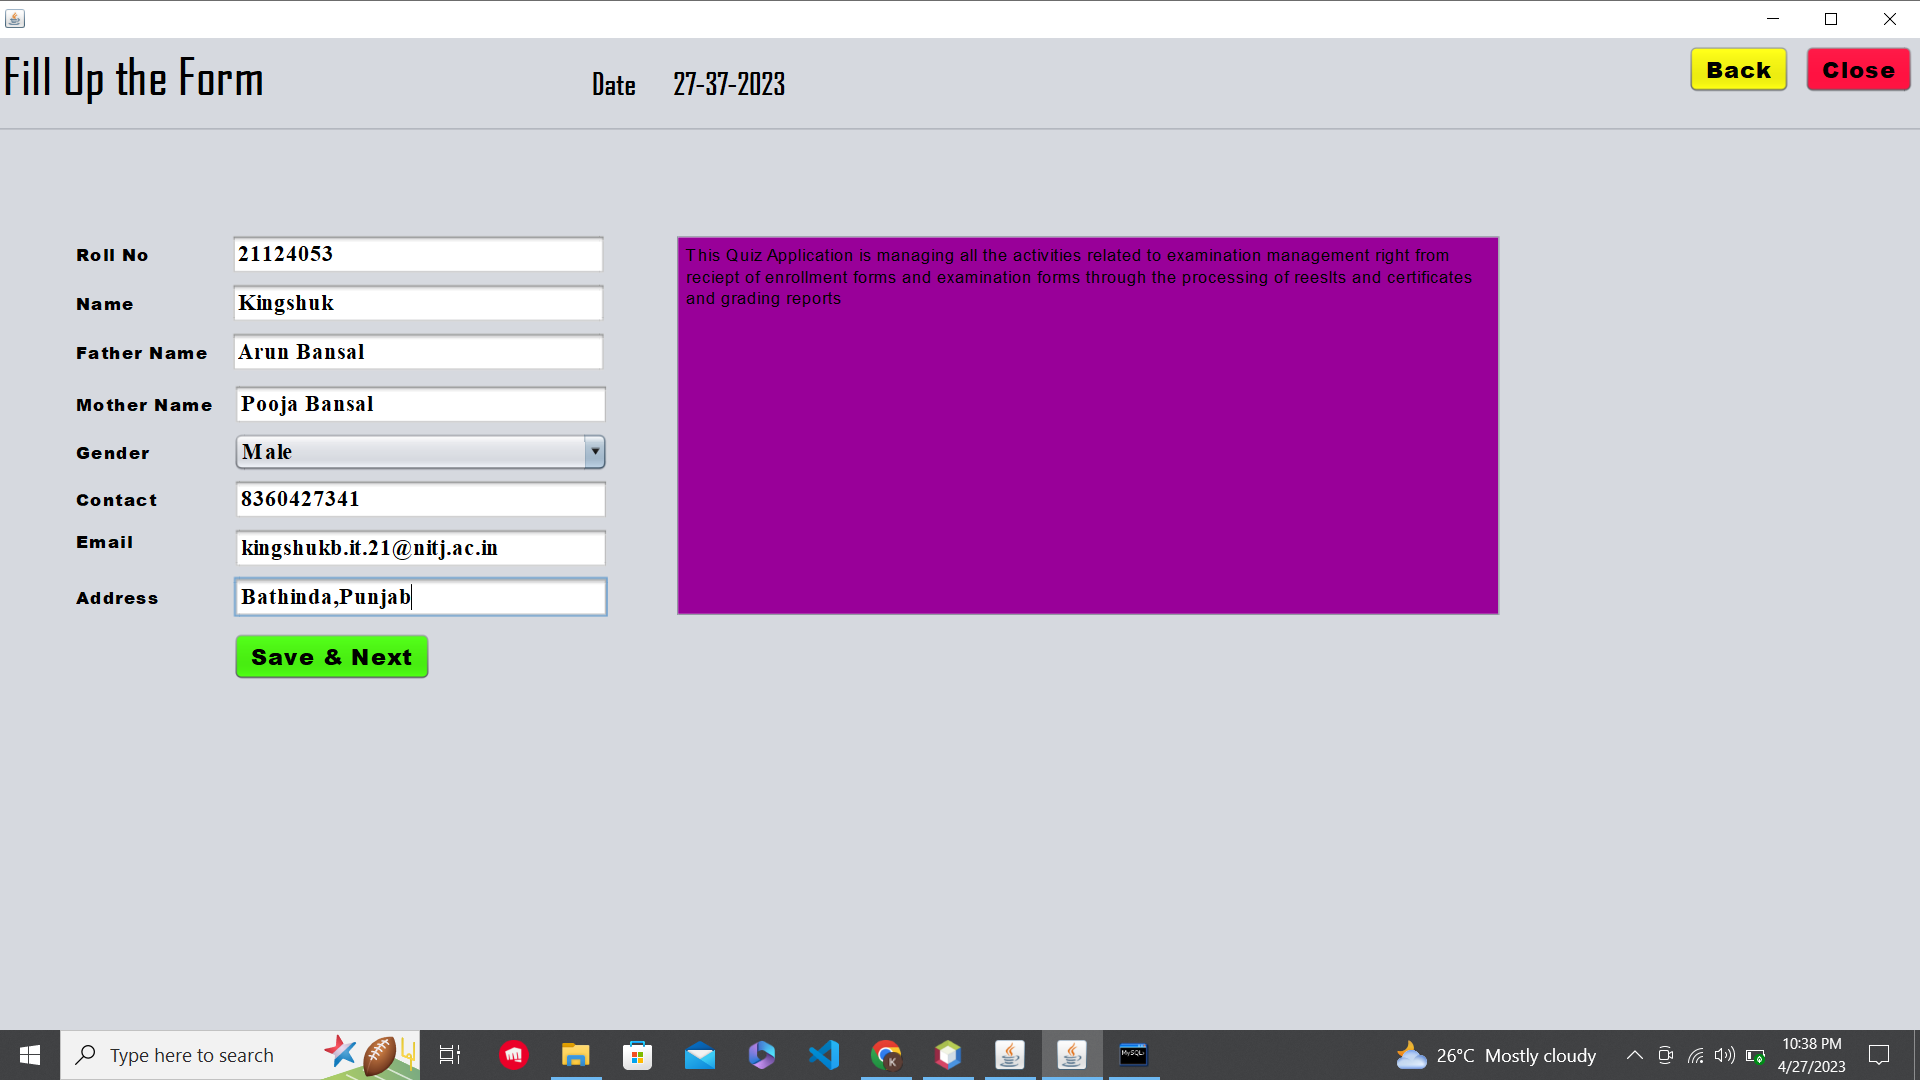 Fill Up the Form
Date 27-37-2023
Back
Close
Roll No 21124053
Name Kingshuk
Father Name Arun Bansal
Mother Name Pooja Bansal
Gender Male
Contact 8360427341
Email kingshukb.it.21@nitj.ac.in
Address Bathinda,Punjab
Save & Next
This Quiz Application is managing all the activities related to examination management right from
reciept of enrollment forms and examination forms through the processing of reeslts and certificates
and grading reports
Type here to search
K
MySQL
26°C Mostly cloudy
10:38 PM
4/27/2023